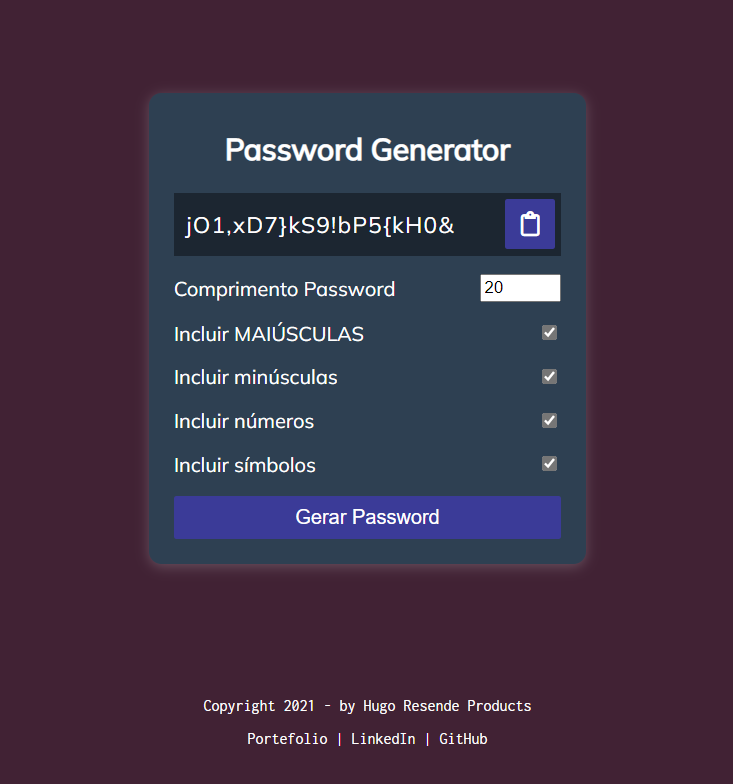 Password Generator
jO1,xD7}kS9!bP5{kH0&
Comprimento Password 20
Incluir MAIÚSCULAS
Incluir minúsculas
Incluir números
Incluir símbolos
Gerar Password
Copyright 2021 - by Hugo Resende Products
Portefolio | LinkedIn | GitHub